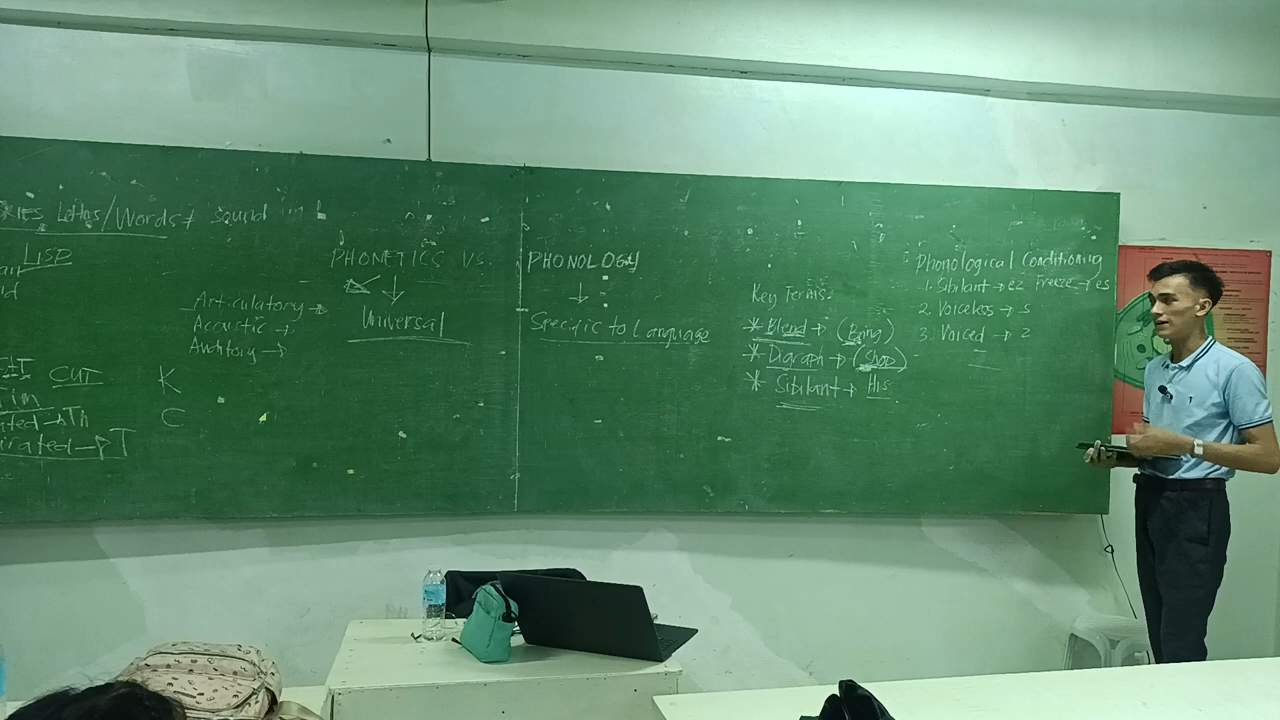 Letters/Words ≠ Sound
LISP
PHONETICS VS. PHONOLOGY
Articulatory →
Acoustic →
Auditory →
Universal
Specific to Language
CUT
K
C
→ Th
→ T
Key Terms:
* Blend → (Bring)
* Digraph → (Shop)
* Sibilant → His
Phonological Conditioning
1. Sibilant → ez Freeze → es
2. Voiceless → s
3. Voiced → z